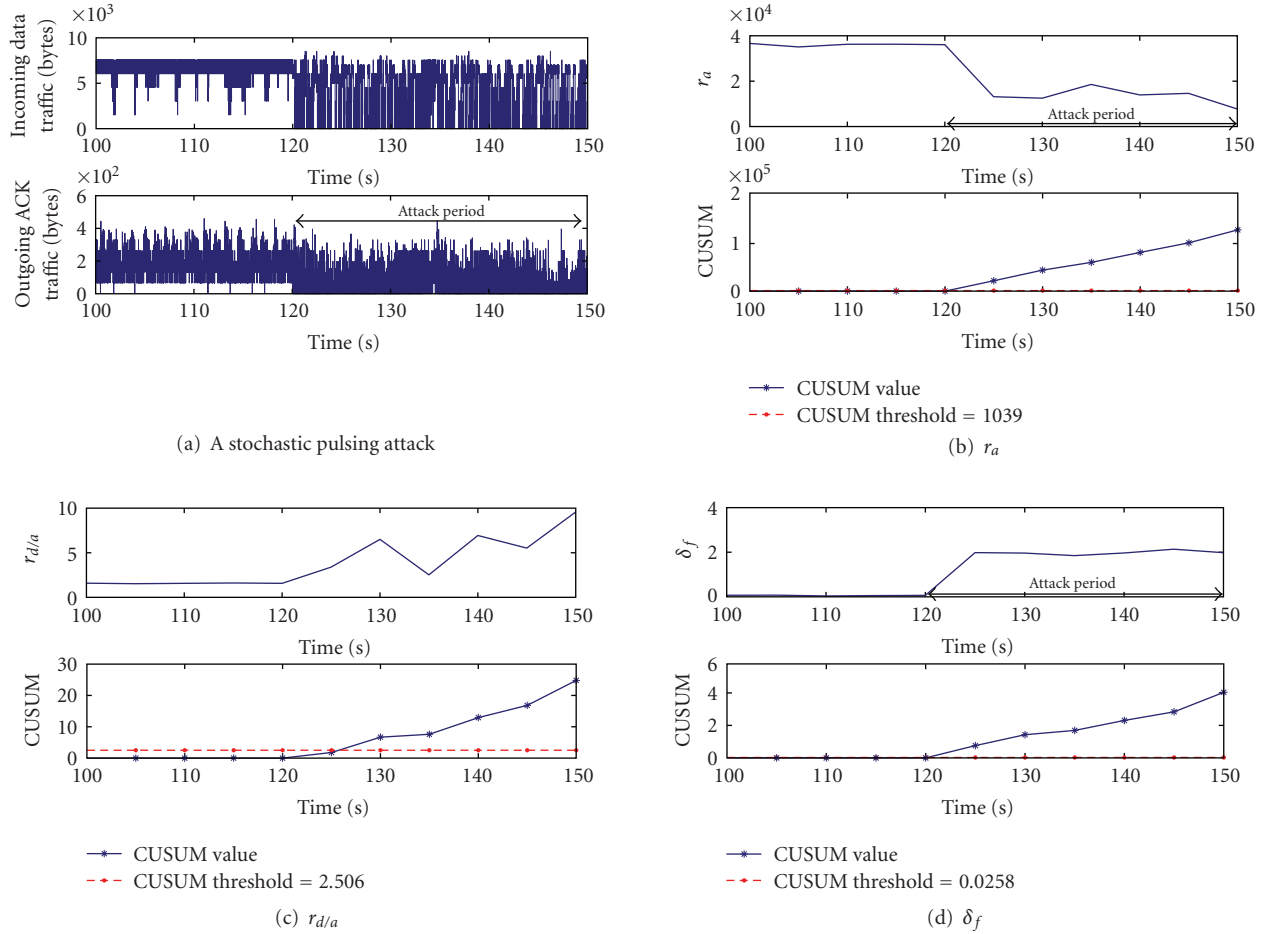 ×10³
Incoming data
traffic (bytes)
10
5
0
100 110 120 130 140 150
Time (s)
×10²
Outgoing ACK
traffic (bytes)
6
4
2
0
Attack period
100 110 120 130 140 150
Time (s)
(a) A stochastic pulsing attack
×10⁴
rₐ
4
2
0
Attack period
100 110 120 130 140 150
Time (s)
×10⁵
CUSUM
2
1
0
100 110 120 130 140 150
Time (s)
CUSUM value
CUSUM threshold = 1039
(b) rₐ
r_{d/a}
10
5
0
100 110 120 130 140 150
Time (s)
CUSUM
30
20
10
0
100 110 120 130 140 150
Time (s)
CUSUM value
CUSUM threshold = 2.506
(c) r_{d/a}
δ_f
4
2
0
Attack period
100 110 120 130 140 150
Time (s)
CUSUM
6
4
2
0
100 110 120 130 140 150
Time (s)
CUSUM value
CUSUM threshold = 0.0258
(d) δ_f